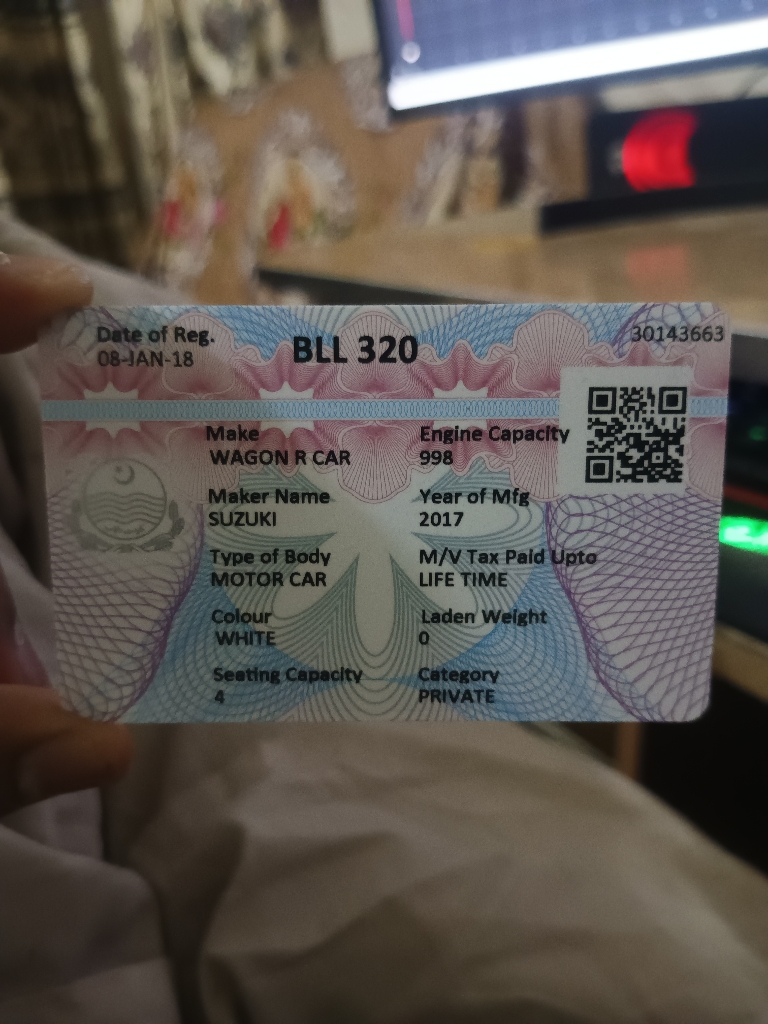 Date of Reg.
08-JAN-18
BLL 320
30143663
Make
WAGON R CAR
Engine Capacity
998
Maker Name
SUZUKI
Year of Mfg
2017
Type of Body
MOTOR CAR
M/V Tax Paid Upto
LIFE TIME
Colour
WHITE
Laden Weight
0
Seating Capacity
4
Category
PRIVATE